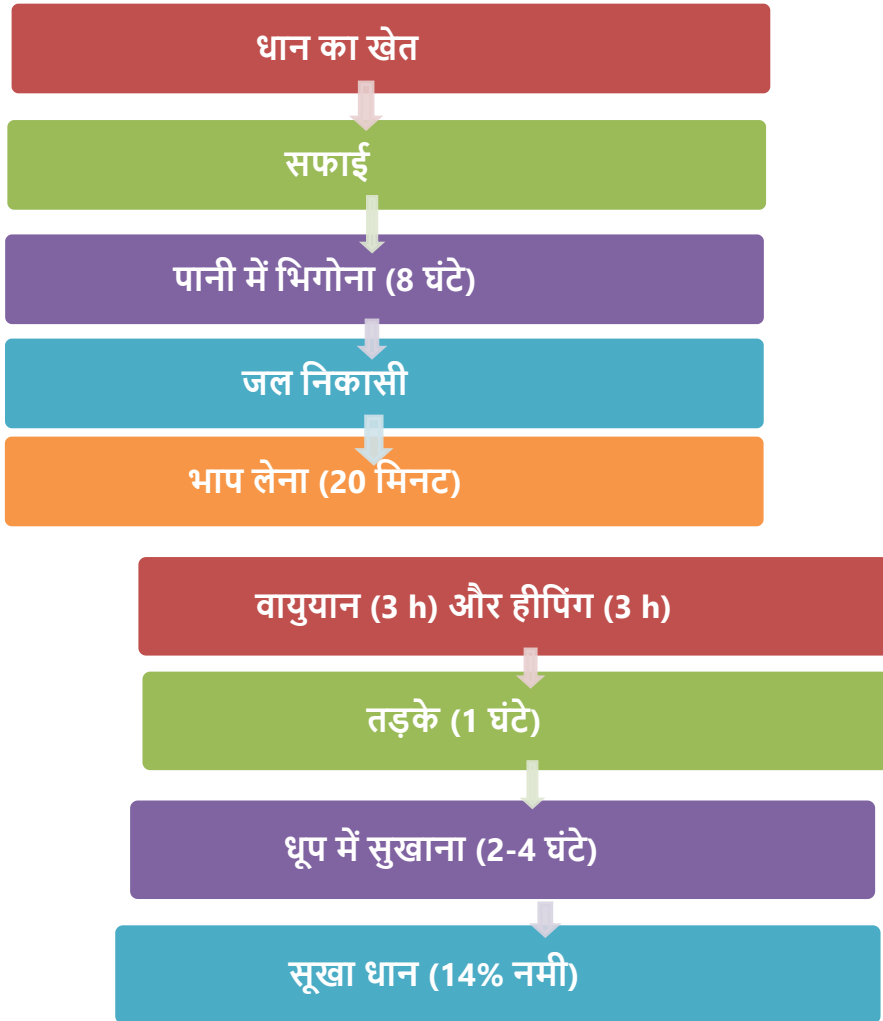 धान का खेत
सफाई
पानी में भिगोना (8 घंटे)
जल निकासी
भाप लेना (20 मिनट)
वायुयान (3 h) और हीपिंग (3 h)
तड़के (1 घंटे)
धूप में सुखाना (2-4 घंटे)
सूखा धान (14% नमी)